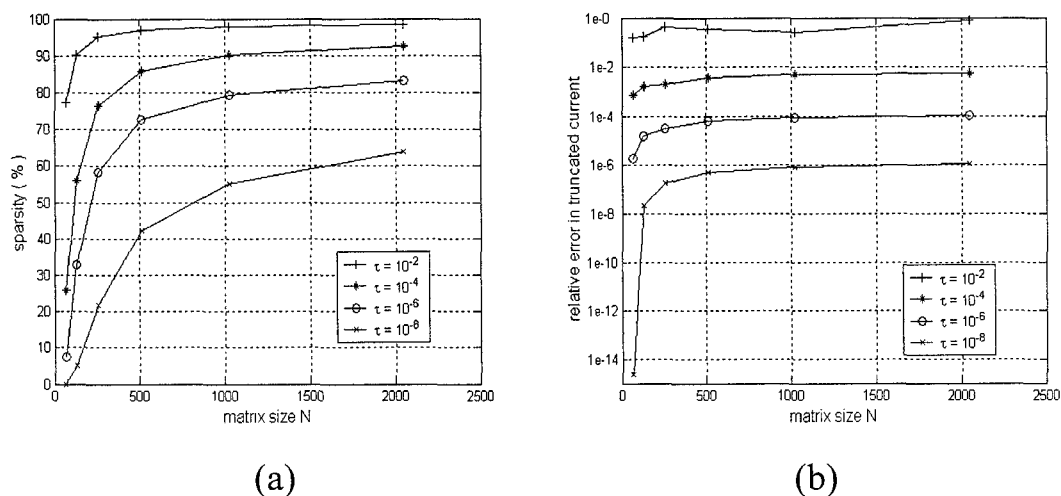 100
90
80
70
60
50
40
30
20
10
0
sparsity ( % )
0 500 1000 1500 2000 2500
matrix size N
τ = 10-2
τ = 10-4
τ = 10-6
τ = 10-8
(a)
1e-0
1e-2
1e-4
1e-6
1e-8
1e-10
1e-12
1e-14
relative error in truncated current
0 500 1000 1500 2000 2500
matrix size N
τ = 10-2
τ = 10-4
τ = 10-6
τ = 10-8
(b)